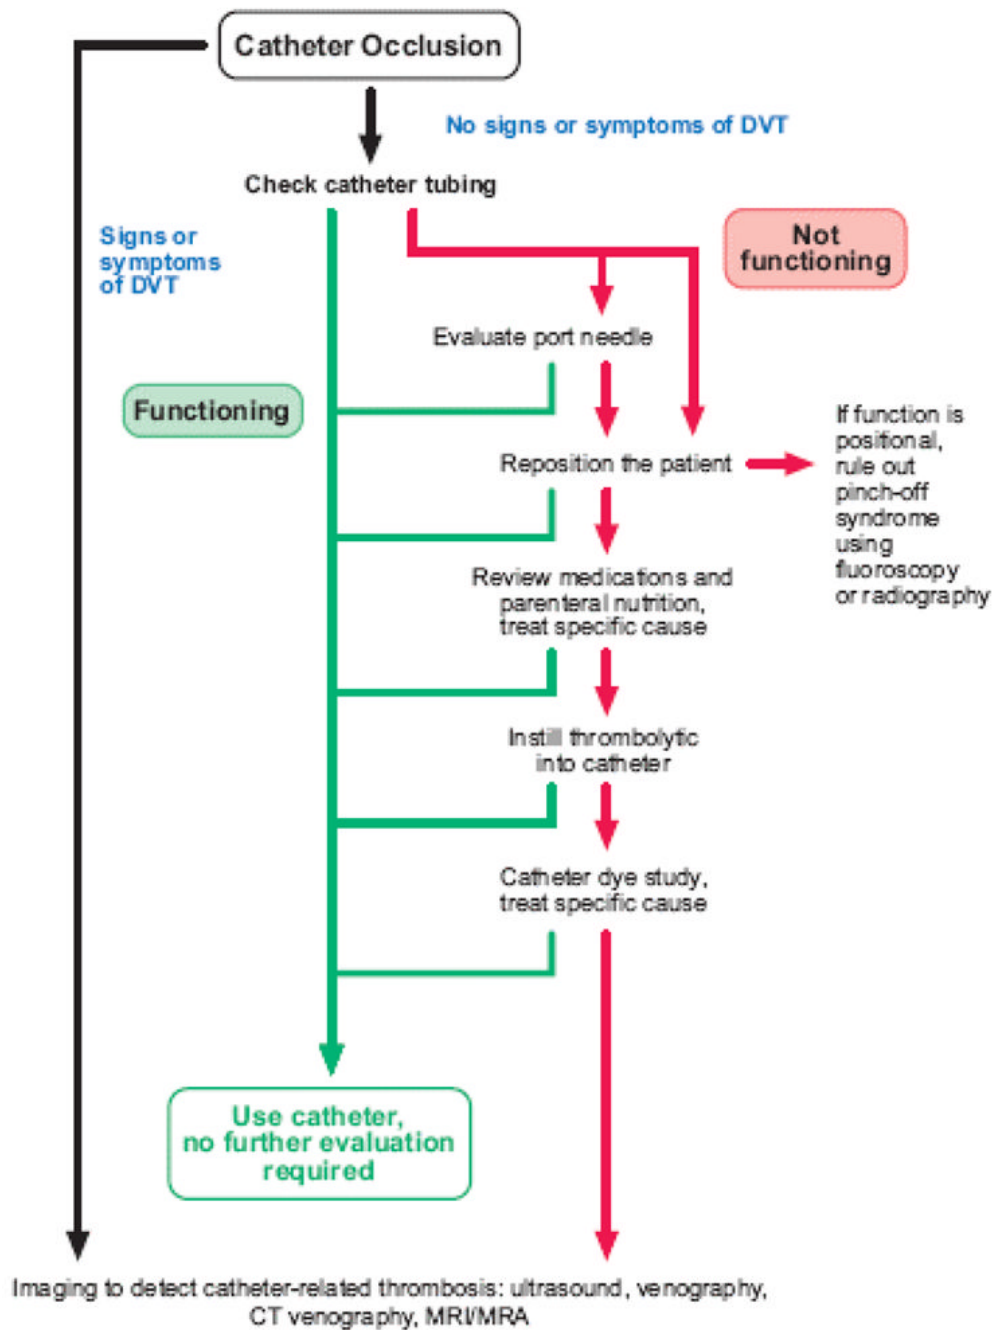 Catheter Occlusion
No signs or symptoms of DVT
Check catheter tubing
Signs or
symptoms
of DVT
Not
functioning
Evaluate port needle
Functioning
Reposition the patient
If function is
positional,
rule out
pinch-off
syndrome
using
fluoroscopy
or radiography
Review medications and
parenteral nutrition,
treat specific cause
Instill thrombolytic
into catheter
Catheter dye study,
treat specific cause
Use catheter,
no further evaluation
required
Imaging to detect catheter-related thrombosis: ultrasound, venography,
CT venography, MRI/MRA